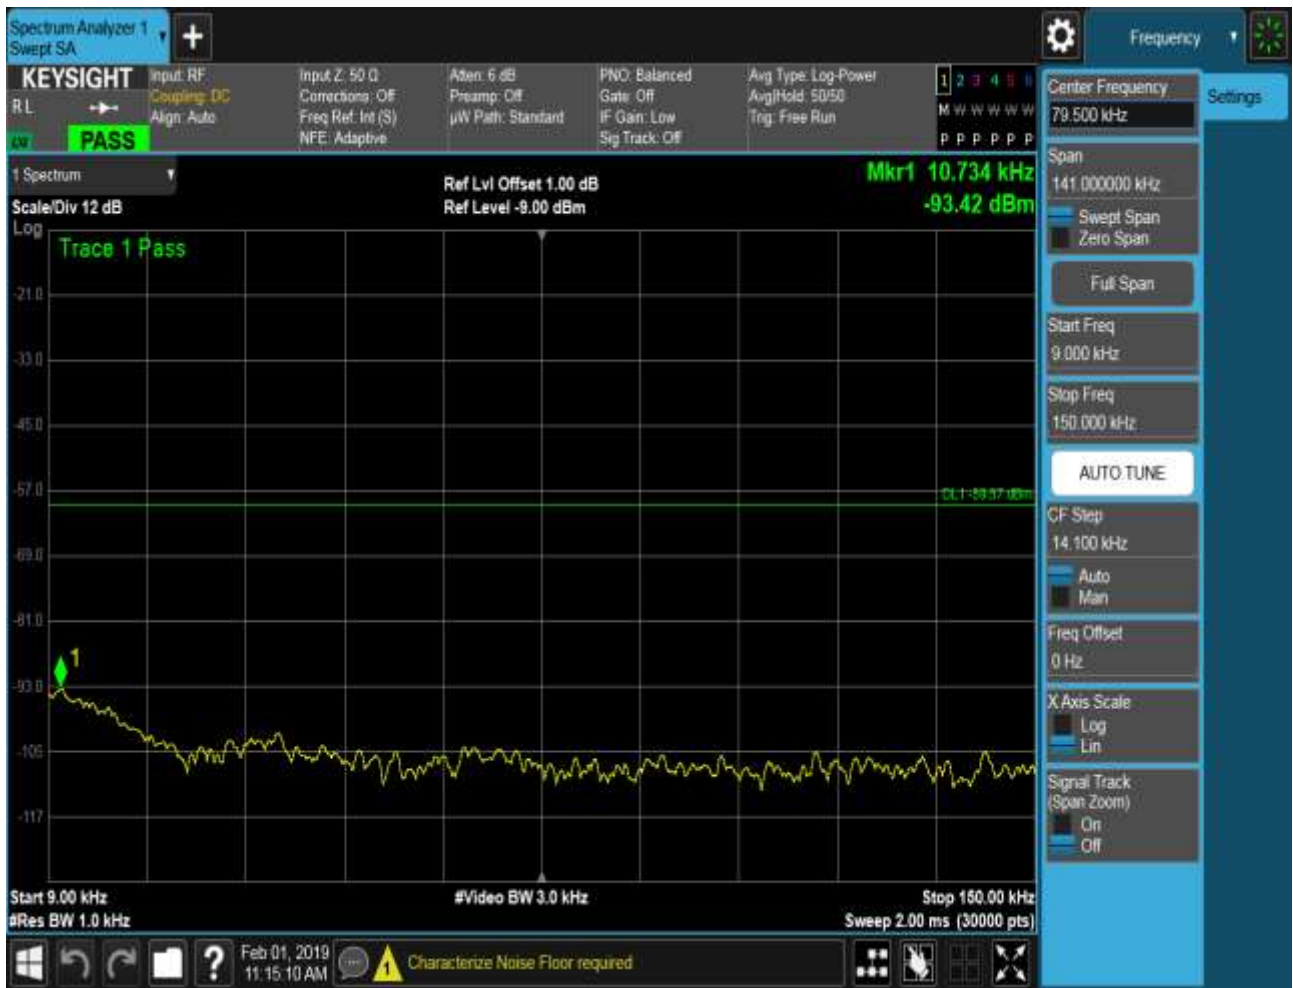 Spectrum Analyzer 1
Swept SA
+
Frequency
KEYSIGHT
R L
PASS
Input: RF
Coupling: DC
Align: Auto
Input Z: 50 Ω
Corrections: Off
Freq Ref: Int (S)
NFE: Adaptive
Atten: 6 dB
Preamp: Off
µW Path: Standard
PNO: Balanced
Gate: Off
IF Gain: Low
Sig Track: Off
Avg Type: Log-Power
Avg|Hold: 50/50
Trig: Free Run
1 2 3 4 5 6
M W W W W W
P P P P P P
1 Spectrum
Scale/Div 12 dB
Log
Ref Lvl Offset 1.00 dB
Ref Level -9.00 dBm
Mkr1 10.734 kHz
-93.42 dBm
Trace 1 Pass
-21.0
-33.0
-45.0
-57.0
-69.0
-81.0
1
-93.0
-105
-117
Start 9.00 kHz
#Res BW 1.0 kHz
#Video BW 3.0 kHz
Stop 150.00 kHz
Sweep 2.00 ms (30000 pts)
Center Frequency
79.500 kHz
Settings
Span
141.000000 kHz
Swept Span
Zero Span
Full Span
Start Freq
9.000 kHz
Stop Freq
150.000 kHz
AUTO TUNE
CF Step
14.100 kHz
Auto
Man
Freq Offset
0 Hz
X Axis Scale
Log
Lin
Signal Track
(Span Zoom)
On
Off
?
Feb 01, 2019
11:15:10 AM
1
Characterize Noise Floor required